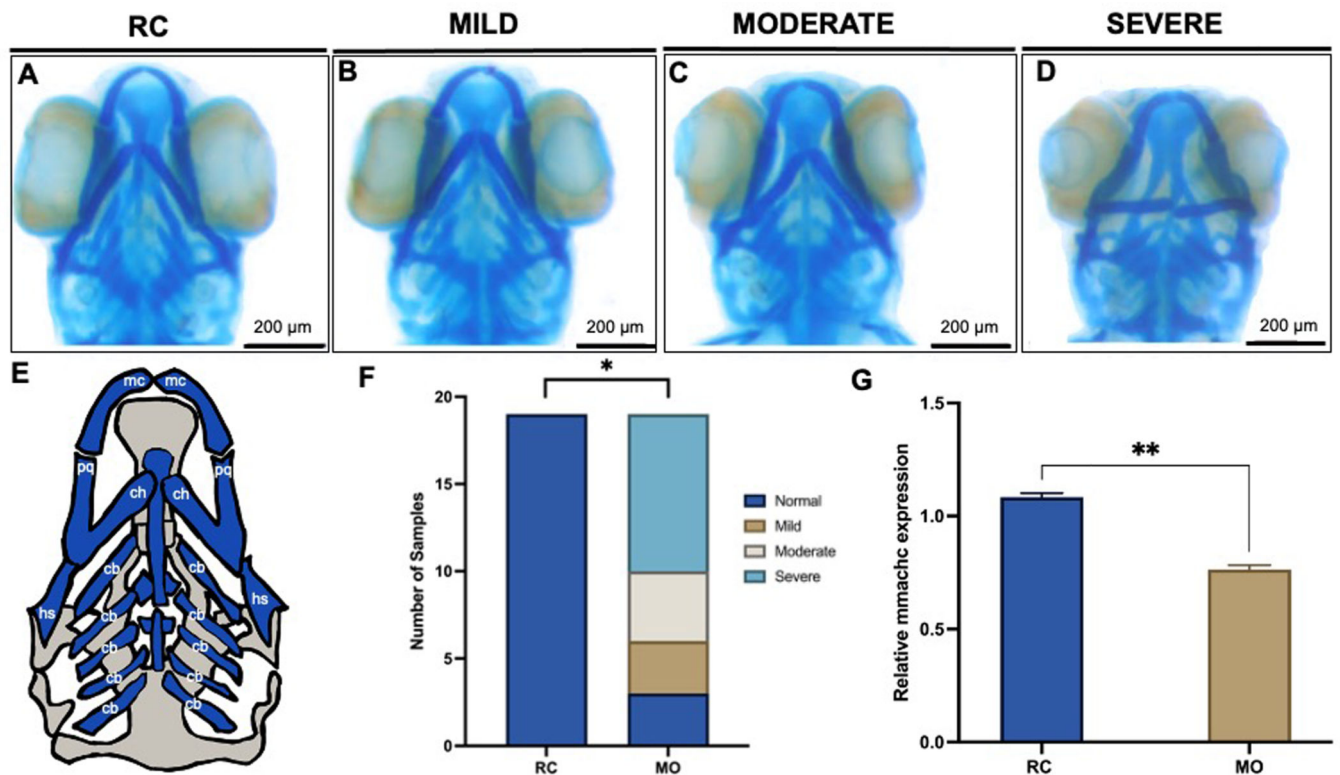 RC MILD MODERATE SEVERE
A B C D
200 µm 200 µm 200 µm 200 µm
E
mc mc
pq pq
ch ch
cb cb
hs hs
cb cb
cb cb
cb cb
cb cb
F
*
Number of Samples
20
15
10
5
0
RC MO
Normal
Mild
Moderate
Severe
G
**
Relative mmachc expression
1.5
1.0
0.5
0.0
RC MO